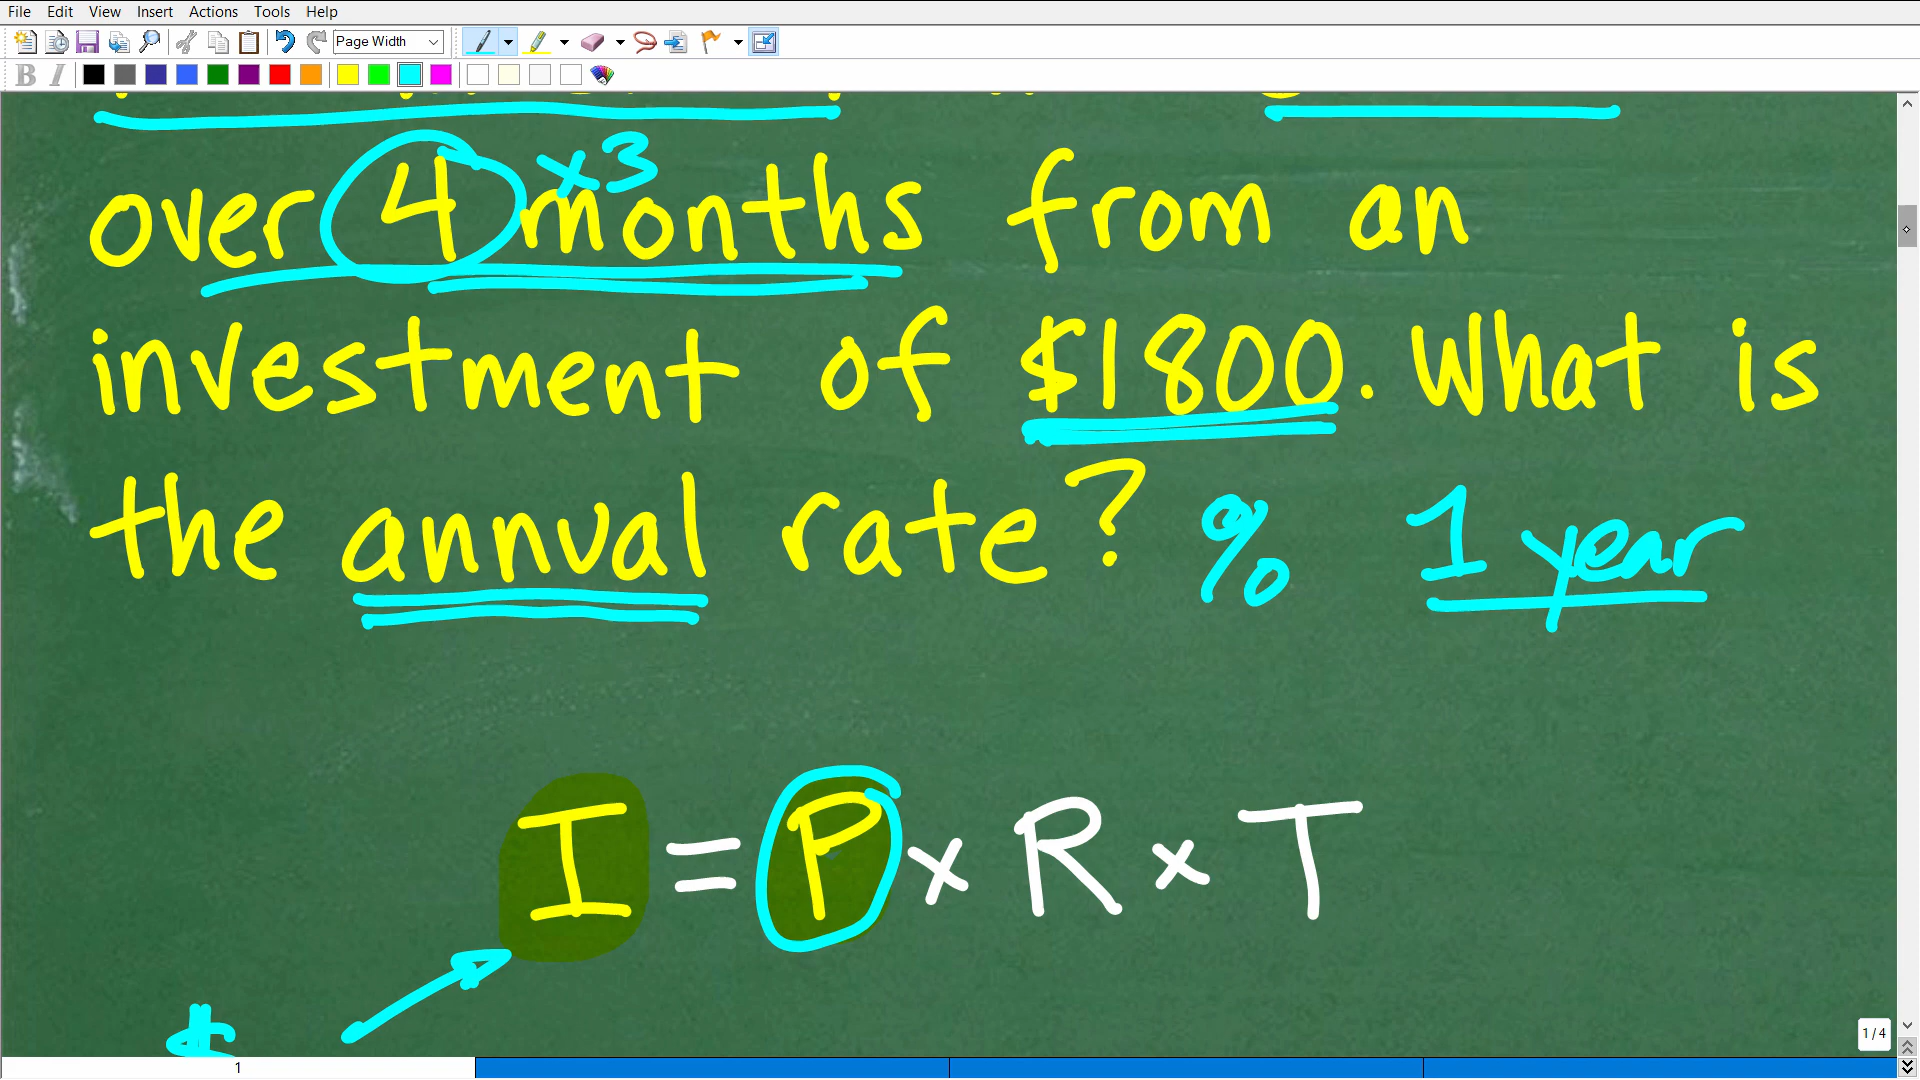 File Edit View Insert Actions Tools Help
Page Width
B I
x3
over 4 months from an
investment of $1800. What is
the annual rate? % 1 year
I = P x R x T
$
1/4
1